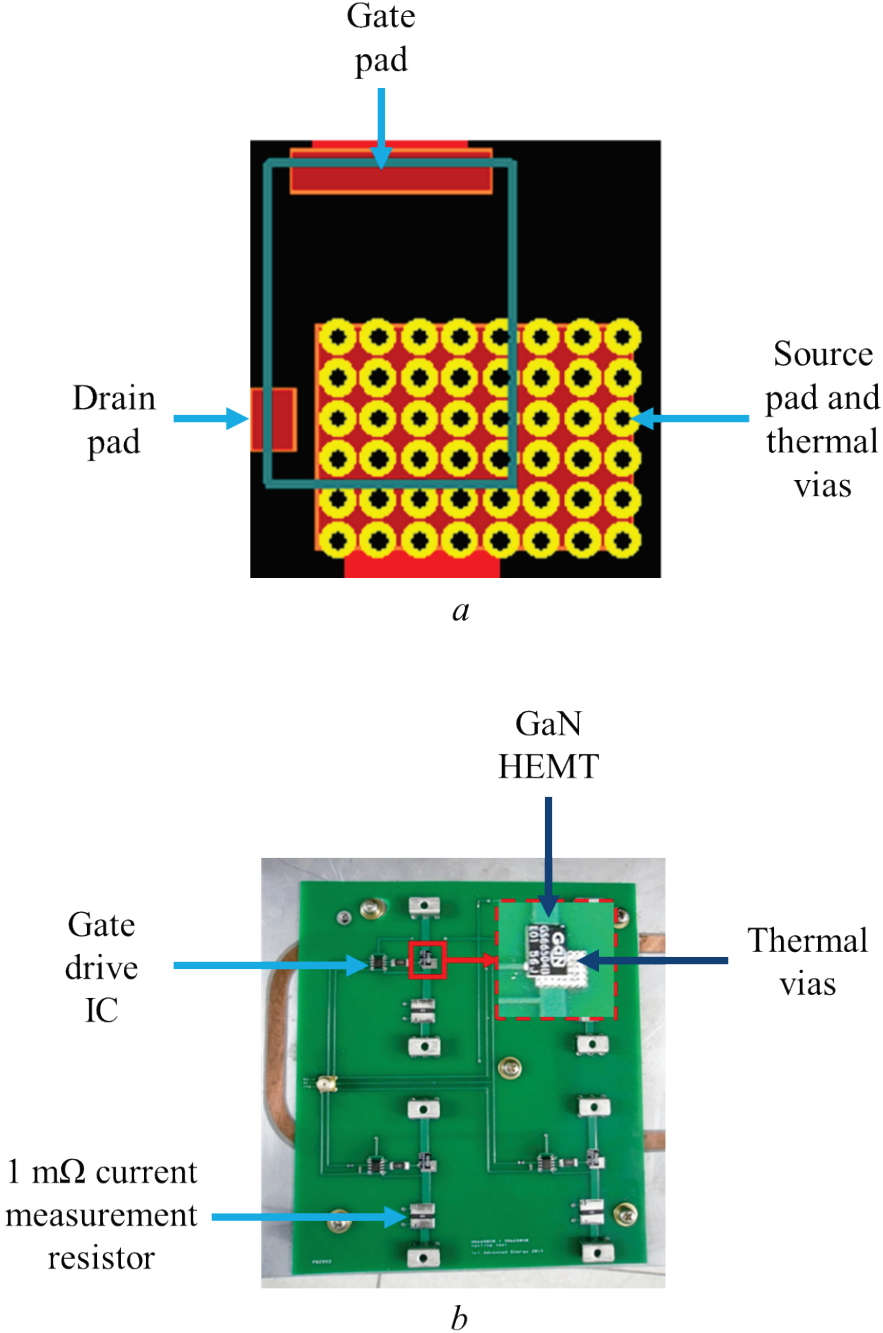 Gate
pad
Drain
pad
Source
pad and
thermal
vias
a
GaN
HEMT
Gate
drive
IC
GaN
Thermal
vias
1 mΩ current
measurement
resistor
b